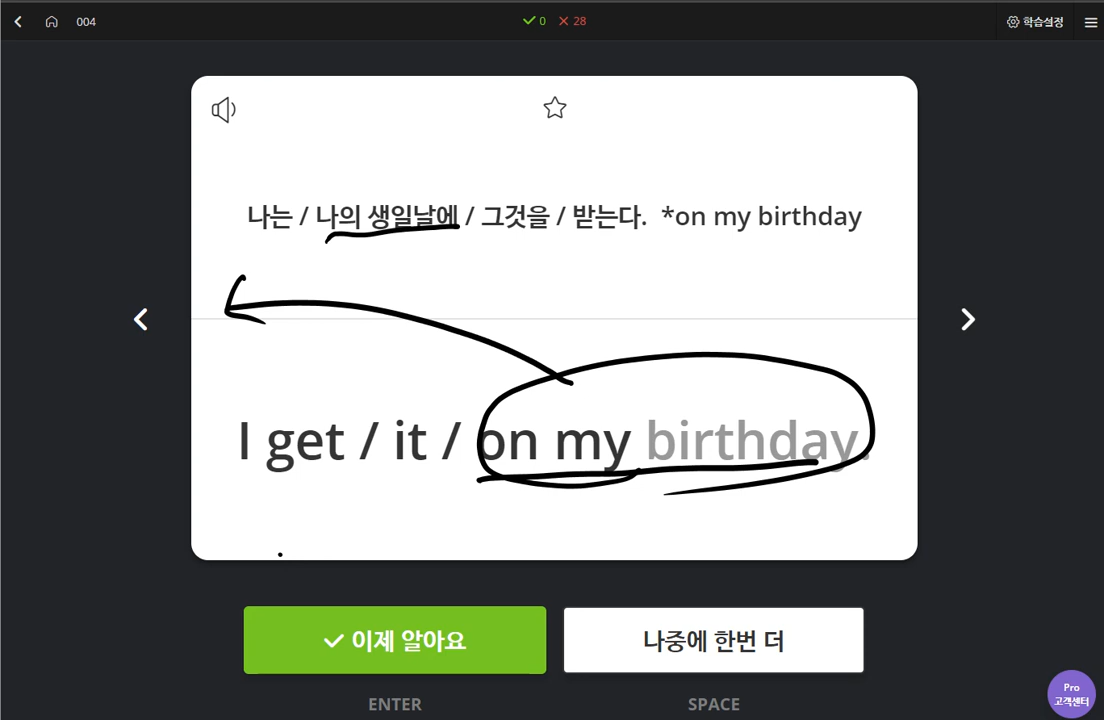 004
0
28
학습설정
나는 / 나의 생일날에 / 그것을 / 받는다. *on my birthday
I get / it / on my birthday.
이제 알아요
나중에 한번 더
ENTER
SPACE
Pro
고객센터